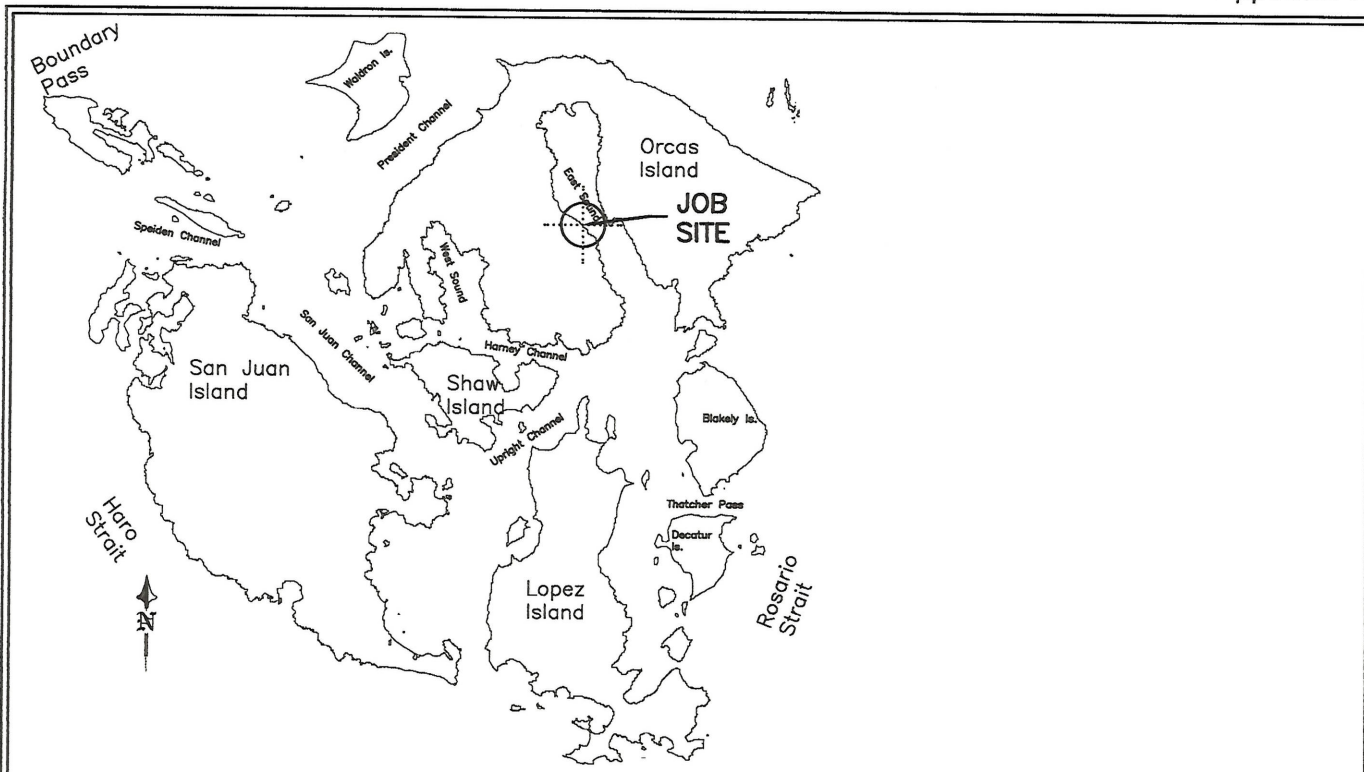 Boundary
Pass
Waldron Is.
President Channel
Orcas
Island
East Sound
JOB
SITE
Speiden Channel
West Sound
San Juan Channel
Harney Channel
San Juan
Island
Shaw
Island
Upright Channel
Blakely Is.
Thatcher Pass
Haro
Strait
Decatur
Is.
Lopez
Island
Rosario
Strait
N